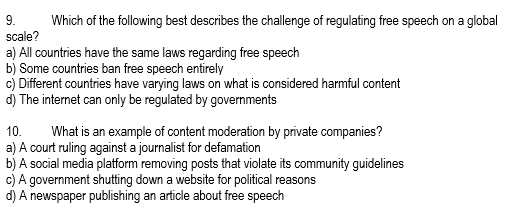 9. Which of the following best describes the challenge of regulating free speech on a global
scale?
a) All countries have the same laws regarding free speech
b) Some countries ban free speech entirely
c) Different countries have varying laws on what is considered harmful content
d) The internet can only be regulated by governments
10. What is an example of content moderation by private companies?
a) A court ruling against a journalist for defamation
b) A social media platform removing posts that violate its community guidelines
c) A government shutting down a website for political reasons
d) A newspaper publishing an article about free speech